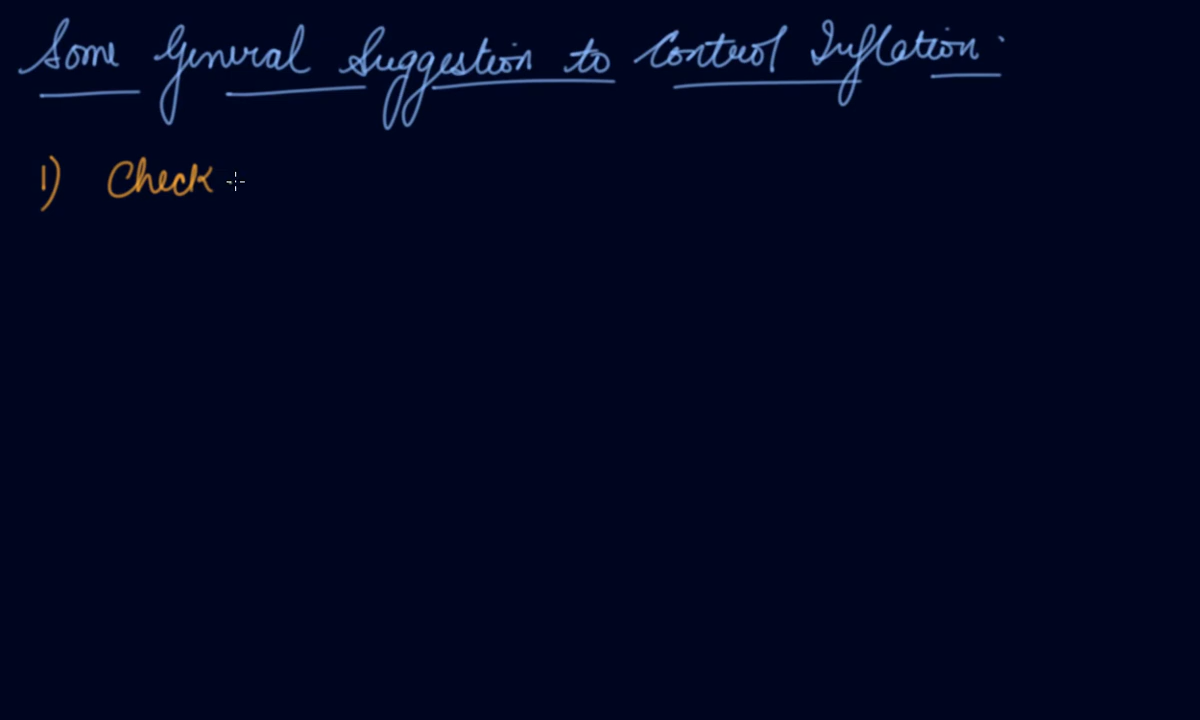 Some General Suggestion to Control Inflation.
1) Check